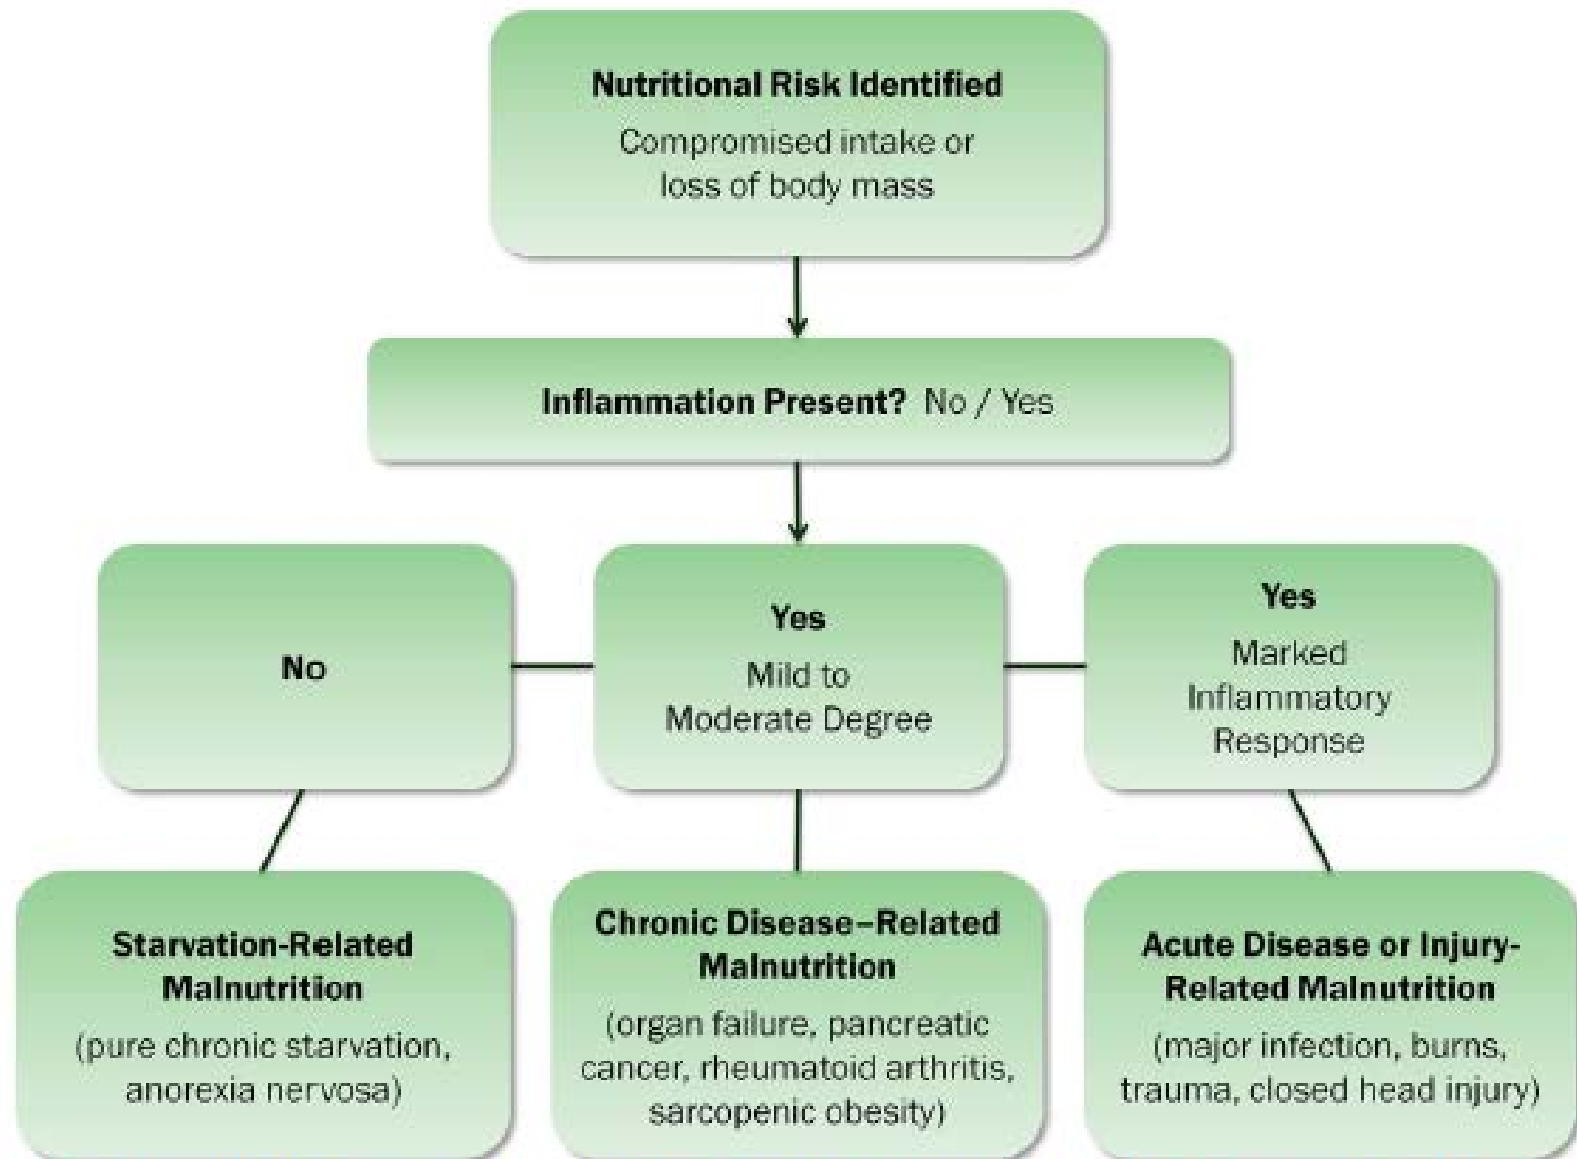 Nutritional Risk Identified
Compromised intake or
loss of body mass
Inflammation Present? No / Yes
No
Yes
Mild to
Moderate Degree
Yes
Marked
Inflammatory
Response
Starvation-Related
Malnutrition
(pure chronic starvation,
anorexia nervosa)
Chronic Disease–Related
Malnutrition
(organ failure, pancreatic
cancer, rheumatoid arthritis,
sarcopenic obesity)
Acute Disease or Injury-
Related Malnutrition
(major infection, burns,
trauma, closed head injury)